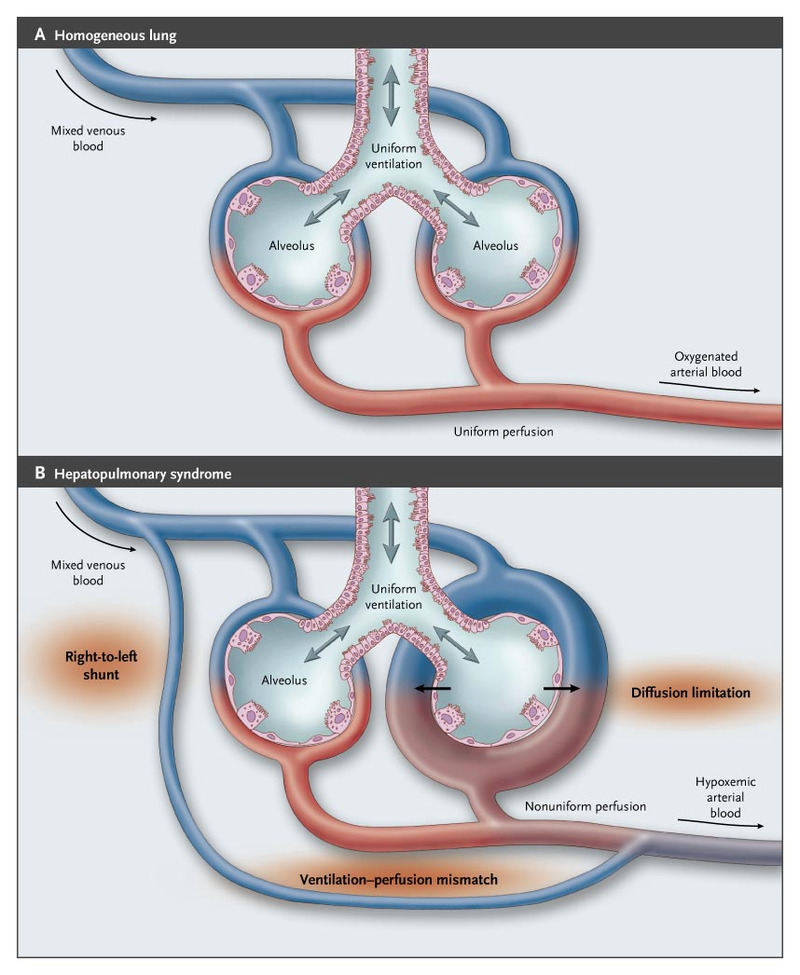 A Homogeneous lung
Mixed venous
blood
Uniform
ventilation
Alveolus
Alveolus
Oxygenated
arterial blood
Uniform perfusion
B Hepatopulmonary syndrome
Mixed venous
blood
Uniform
ventilation
Right-to-left
shunt
Alveolus
Diffusion limitation
Nonuniform perfusion
Hypoxemic
arterial
blood
Ventilation–perfusion mismatch